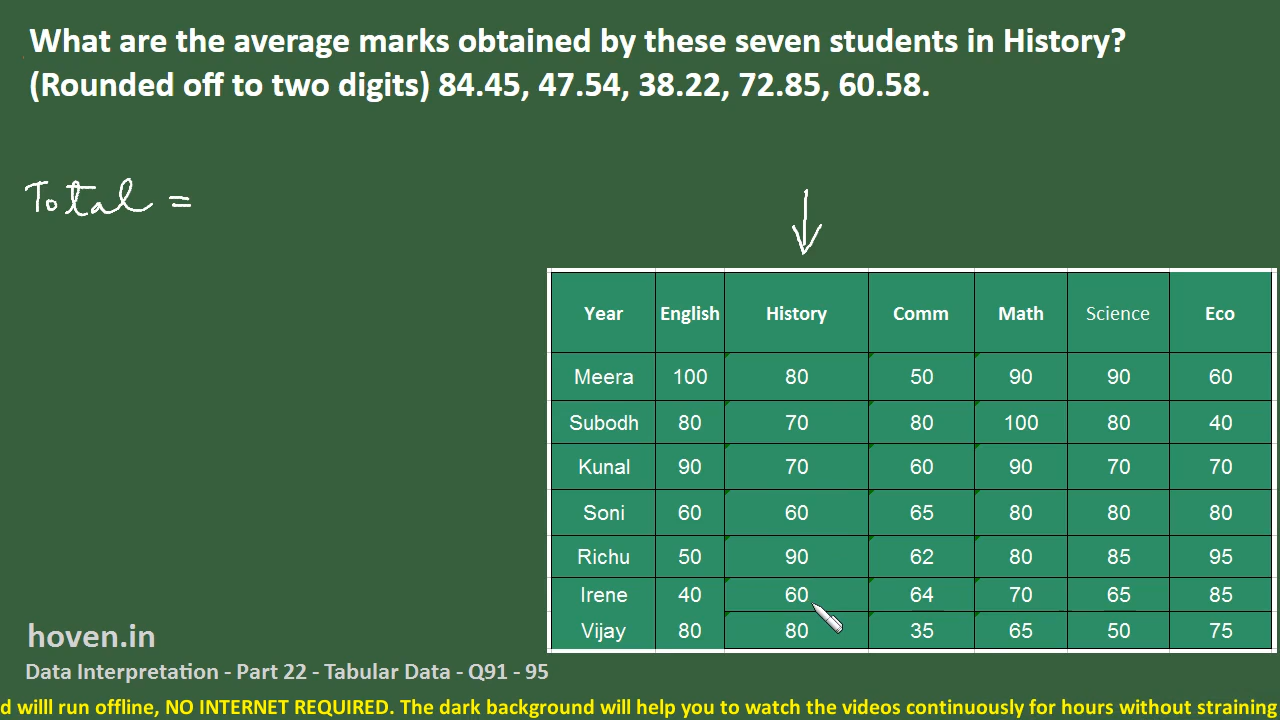 What are the average marks obtained by these seven students in History?
(Rounded off to two digits) 84.45, 47.54, 38.22, 72.85, 60.58.
Total =
Year English History Comm Math Science Eco
Meera 100 80 50 90 90 60
Subodh 80 70 80 100 80 40
Kunal 90 70 60 90 70 70
Soni 60 60 65 80 80 80
Richu 50 90 62 80 85 95
Irene 40 60 64 70 65 85
Vijay 80 80 35 65 50 75
hoven.in
Data Interpretation - Part 22 - Tabular Data - Q91 - 95
d willl run offline, NO INTERNET REQUIRED. The dark background will help you to watch the videos continuously for hours without straining